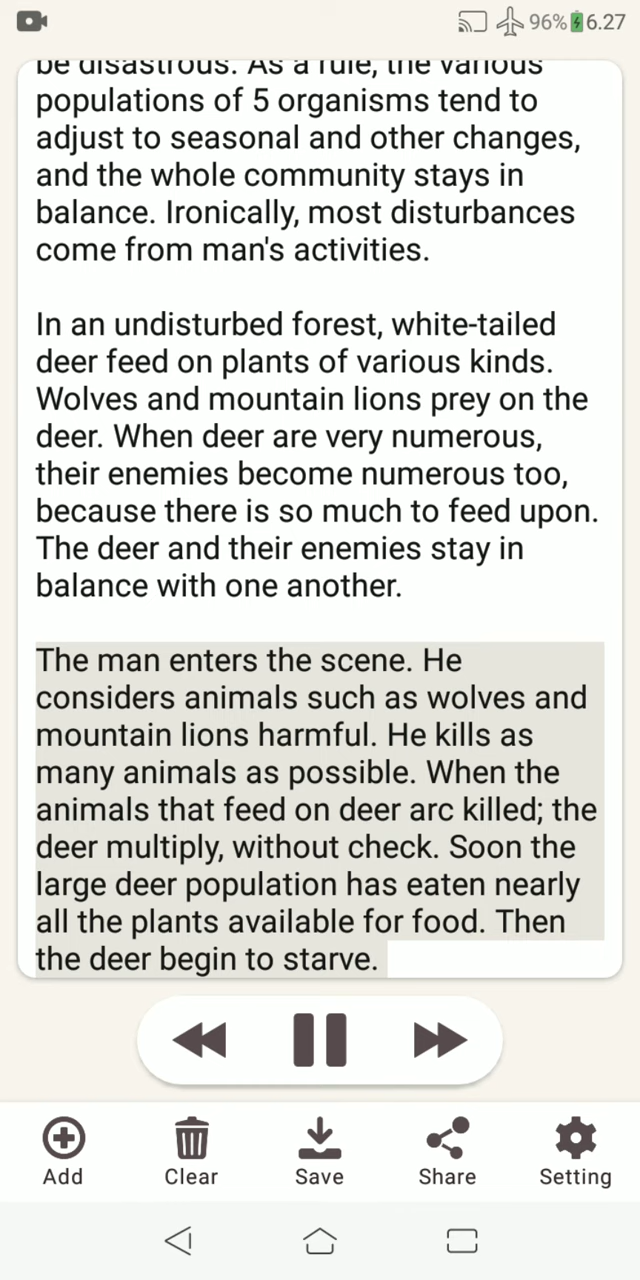 96% 6.27
be disastrous. As a rule, the various
populations of 5 organisms tend to
adjust to seasonal and other changes,
and the whole community stays in
balance. Ironically, most disturbances
come from man's activities.
In an undisturbed forest, white-tailed
deer feed on plants of various kinds.
Wolves and mountain lions prey on the
deer. When deer are very numerous,
their enemies become numerous too,
because there is so much to feed upon.
The deer and their enemies stay in
balance with one another.
The man enters the scene. He
considers animals such as wolves and
mountain lions harmful. He kills as
many animals as possible. When the
animals that feed on deer arc killed; the
deer multiply, without check. Soon the
large deer population has eaten nearly
all the plants available for food. Then
the deer begin to starve.
Add Clear Save Share Setting